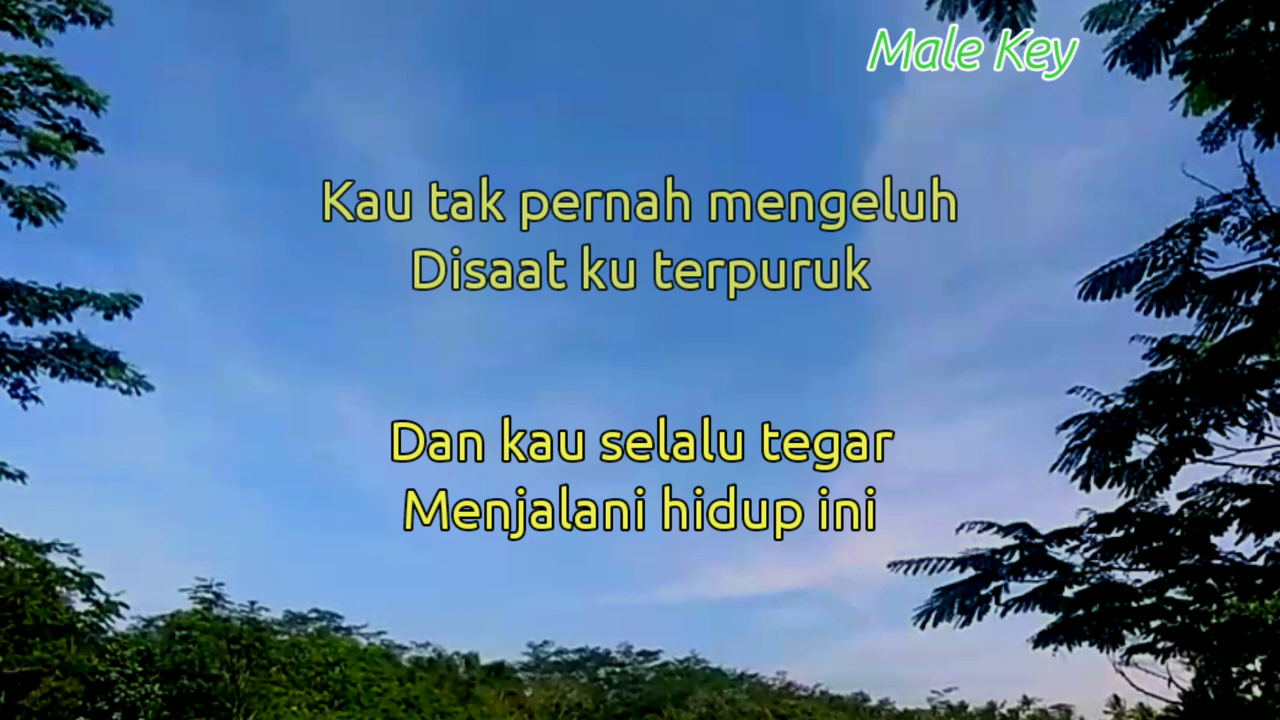 Male Key
Kau tak pernah mengeluh
Disaat ku terpuruk
Dan kau selalu tegar
Menjalani hidup ini